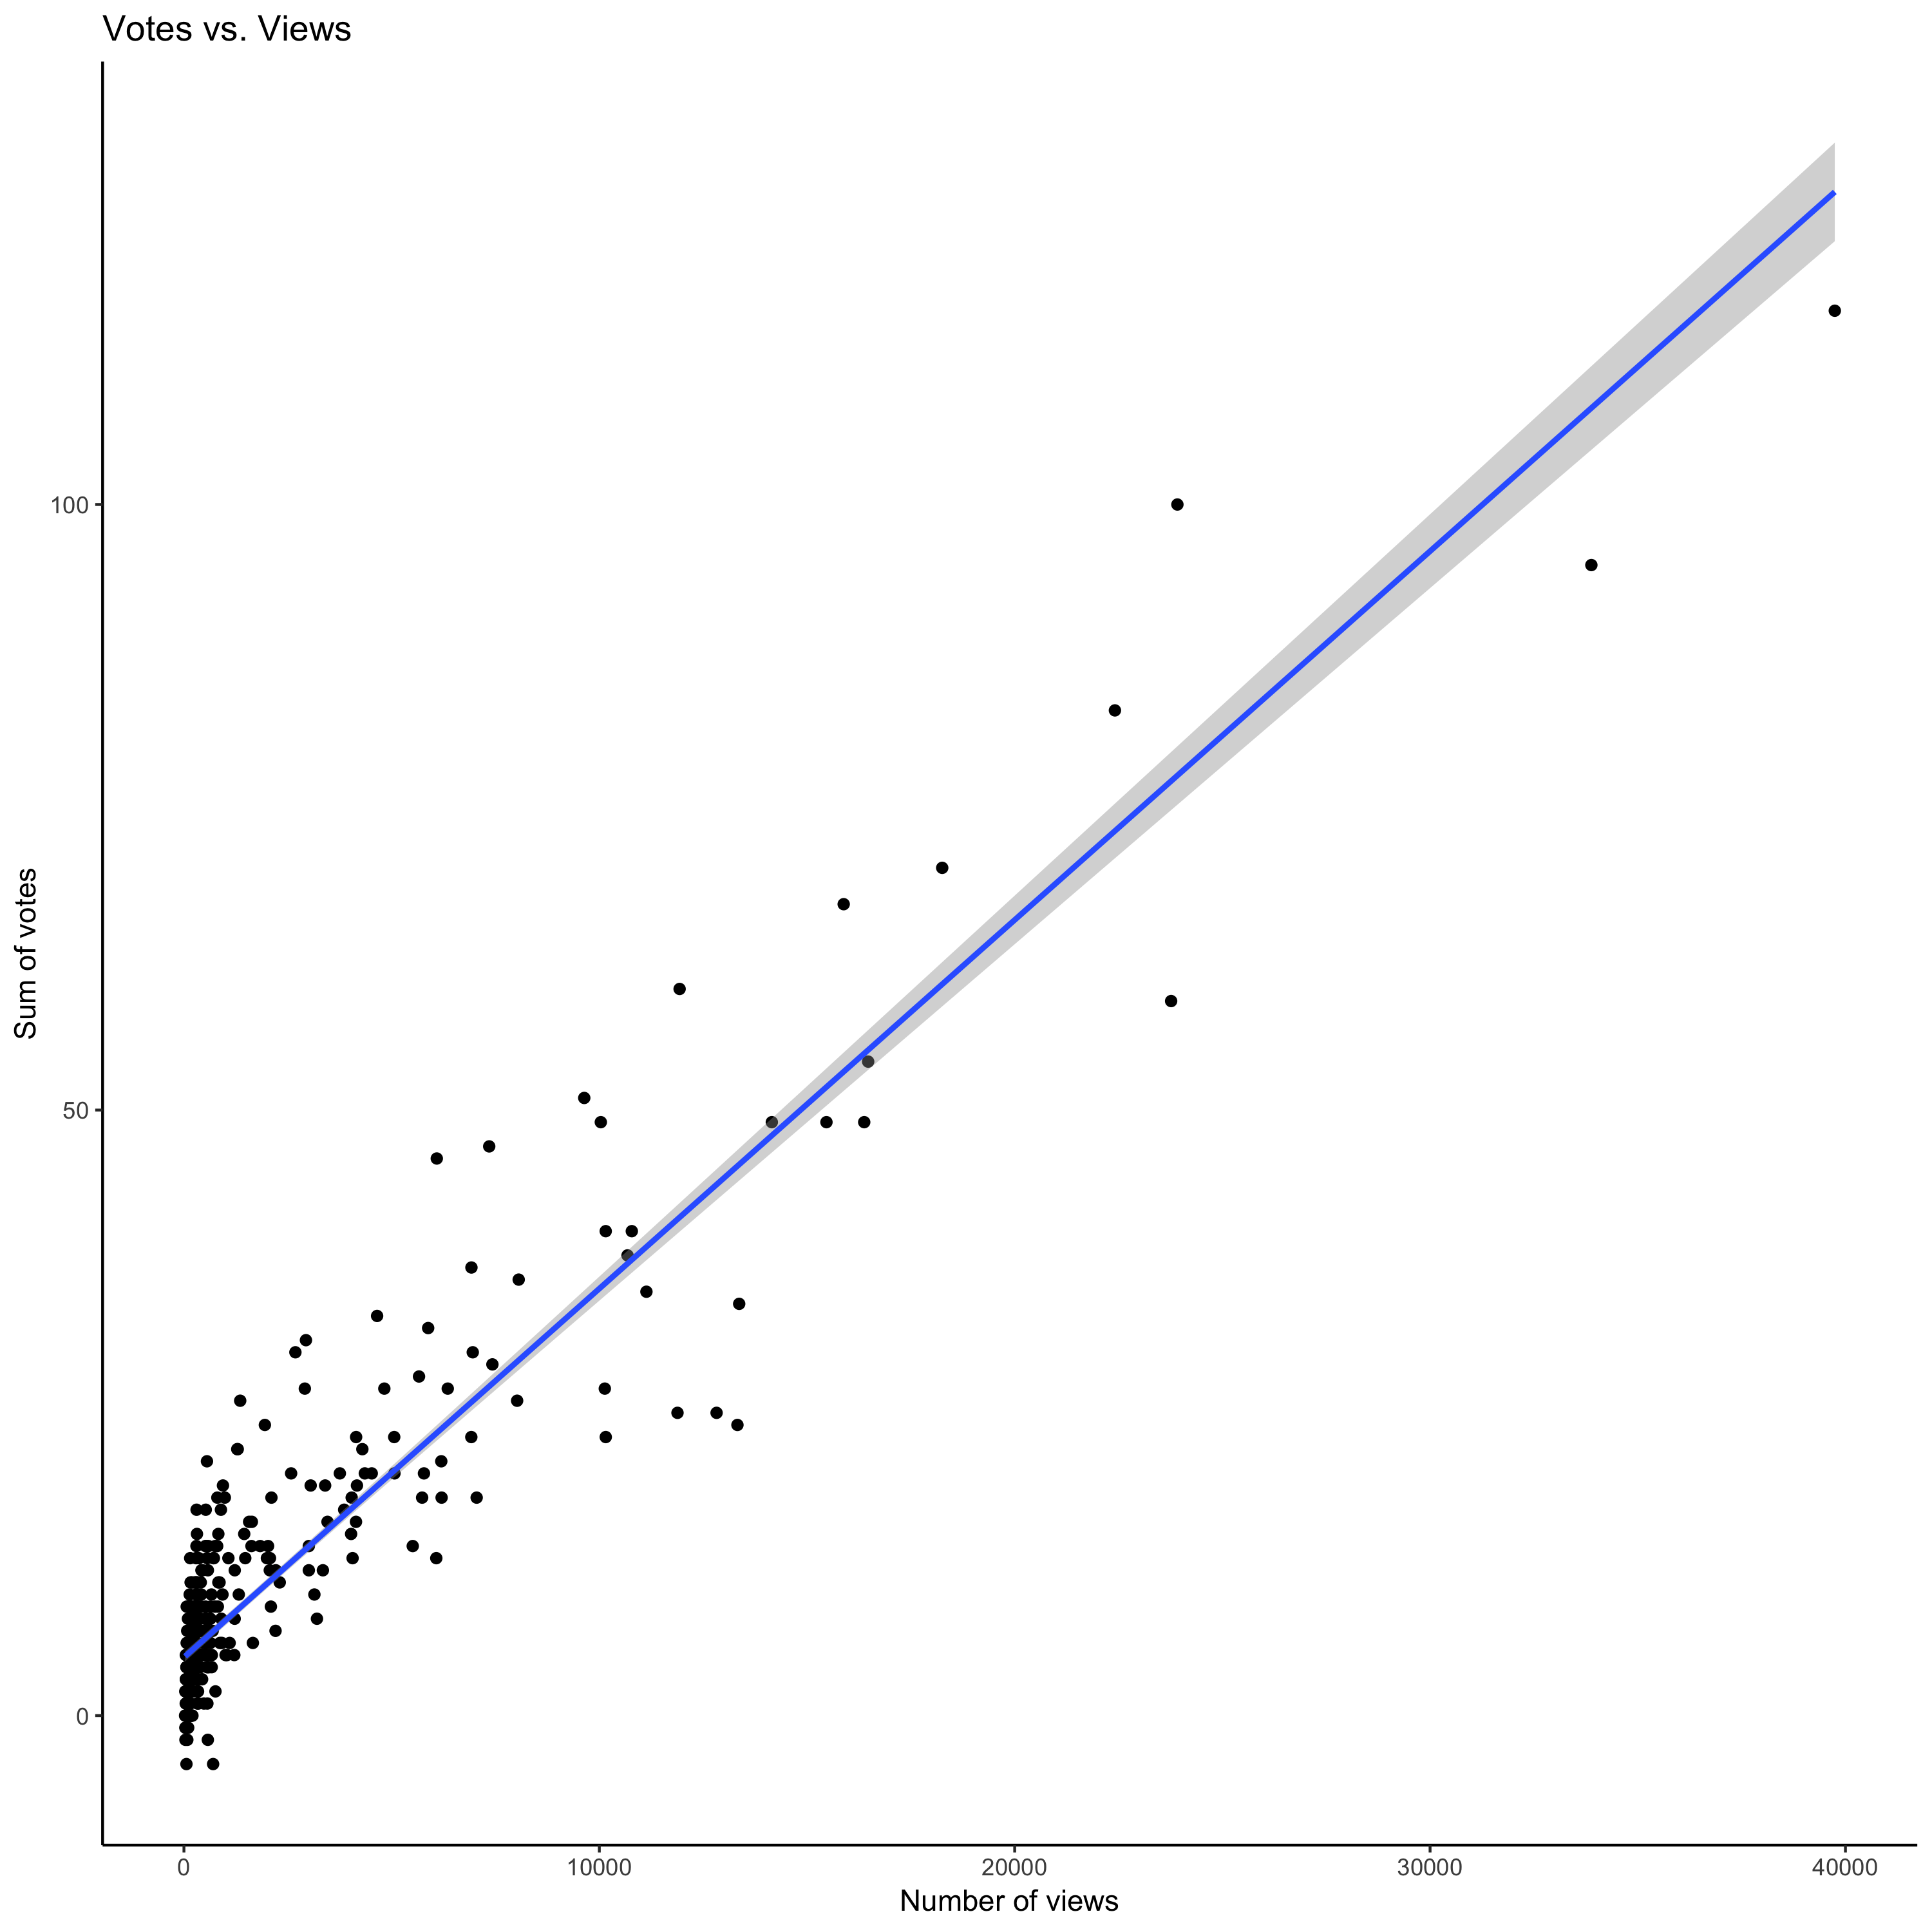 Votes vs. Views
Sum of votes
100
50
0
0 10000 20000 30000 40000
Number of views